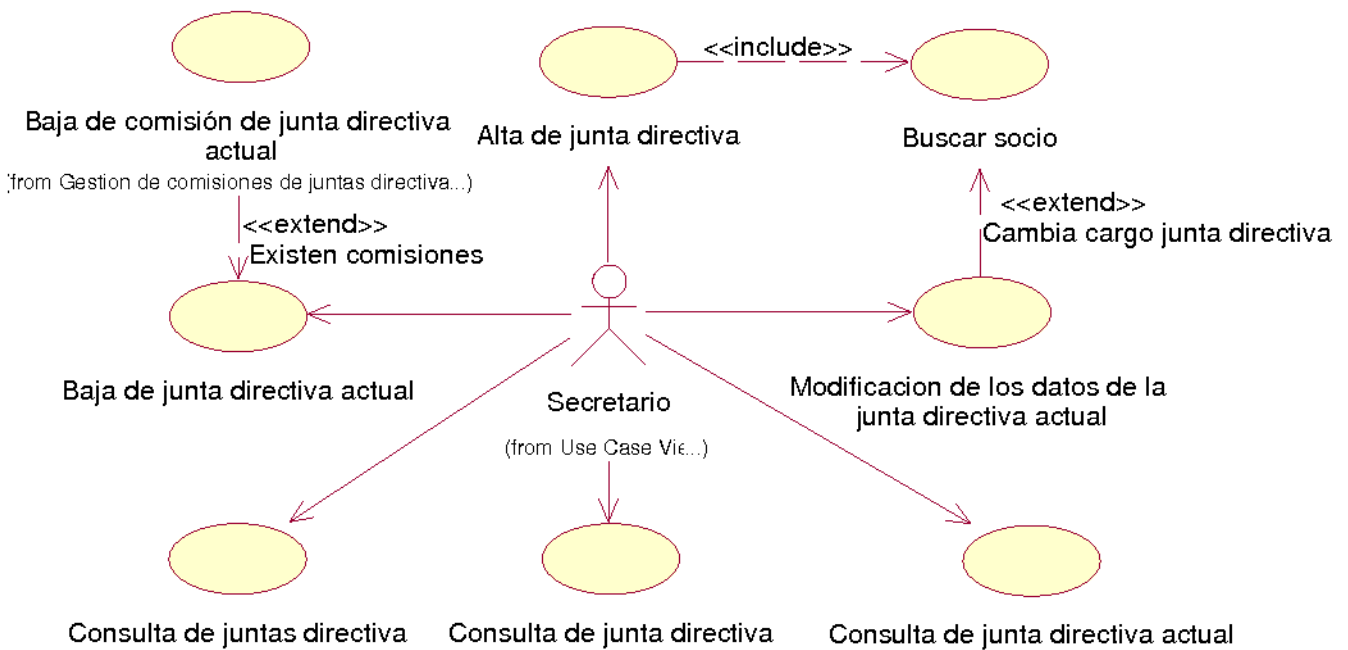 <<include>>
Baja de comisión de junta directiva
actual
(from Gestion de comisiones de juntas directiva...)
Alta de junta directiva
Buscar socio
<<extend>>
Existen comisiones
<<extend>>
Cambia cargo junta directiva
Baja de junta directiva actual
Secretario
(from Use Case Vie...)
Modificacion de los datos de la
junta directiva actual
Consulta de juntas directiva
Consulta de junta directiva
Consulta de junta directiva actual